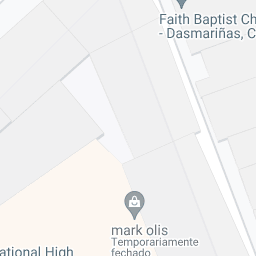 Faith Baptist Ch
- Dasmariñas, C
mark olis
Temporariamente
fechado
ational High